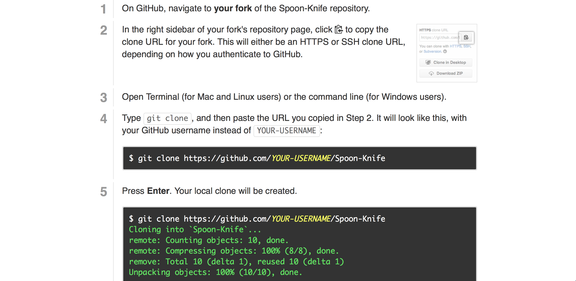 1 On GitHub, navigate to your fork of the Spoon-Knife repository.
2 In the right sidebar of your fork's repository page, click to copy the
clone URL for your fork. This will either be an HTTPS or SSH clone URL,
depending on how you authenticate to GitHub.
HTTPS clone URL
You can clone with HTTPS, SSH,
or Subversion.
Clone in Desktop
Download ZIP
3 Open Terminal (for Mac and Linux users) or the command line (for Windows users).
4 Type git clone , and then paste the URL you copied in Step 2. It will look like this, with
your GitHub username instead of YOUR-USERNAME :
$ git clone https://github.com/YOUR-USERNAME/Spoon-Knife
5 Press Enter. Your local clone will be created.
$ git clone https://github.com/YOUR-USERNAME/Spoon-Knife
Cloning into `Spoon-Knife`...
remote: Counting objects: 10, done.
remote: Compressing objects: 100% (8/8), done.
remove: Total 10 (delta 1), reused 10 (delta 1)
Unpacking objects: 100% (10/10), done.